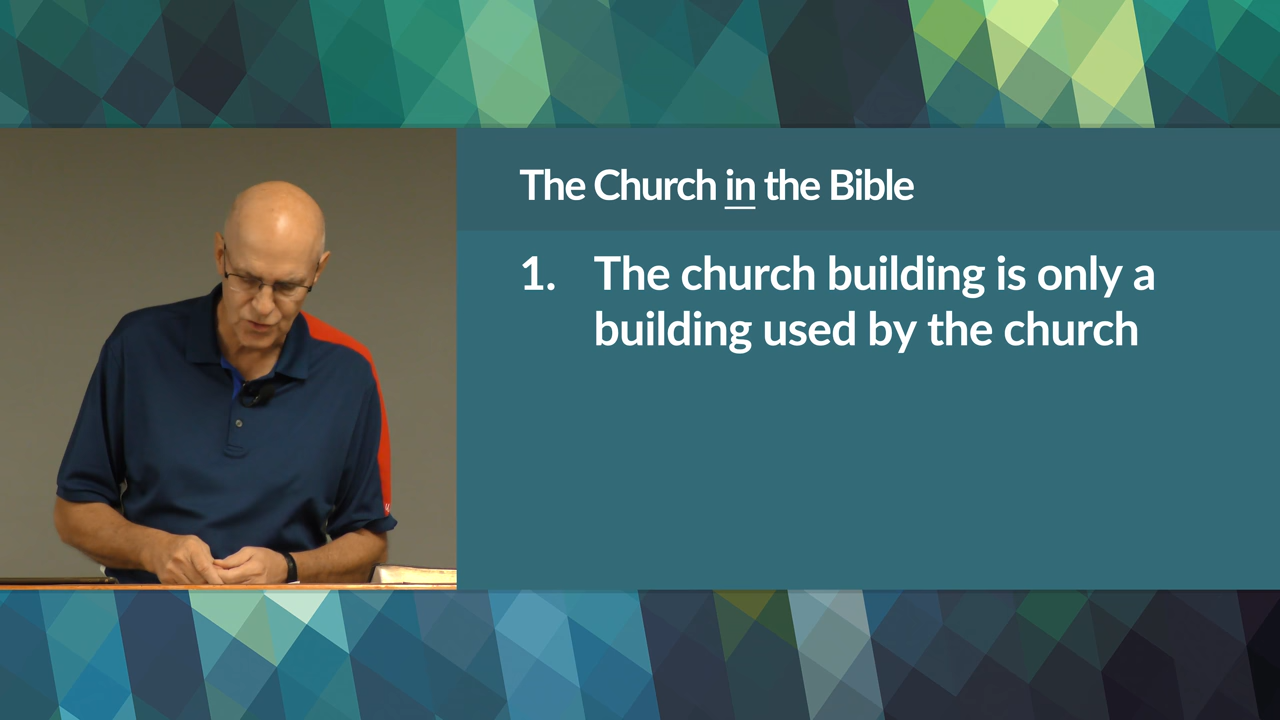 The Church in the Bible
1. The church building is only a
building used by the church